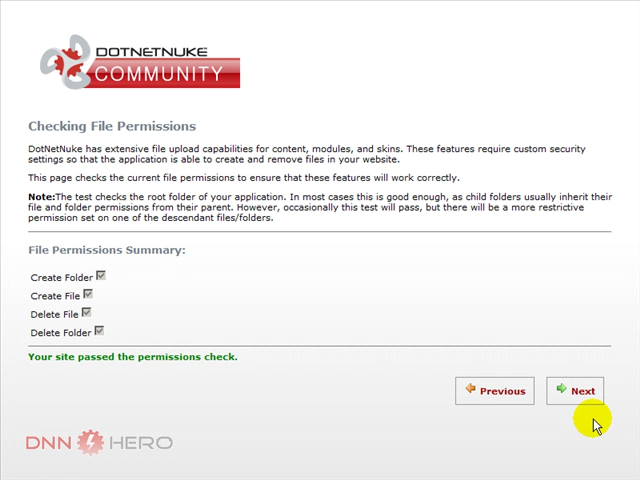 DOTNETNUKE
COMMUNITY
Checking File Permissions
DotNetNuke has extensive file upload capabilities for content, modules, and skins. These features require custom security
settings so that the application is able to create and remove files in your website.
This page checks the current file permissions to ensure that these features will work correctly.
Note:The test checks the root folder of your application. In most cases this is good enough, as child folders usually inherit their
file and folder permissions from their parent. However, occasionally this test will pass, but there will be a more restrictive
permission set on one of the descendant files/folders.
File Permissions Summary:
Create Folder
Create File
Delete File
Delete Folder
Your site passed the permissions check.
Previous Next
DNN HERO